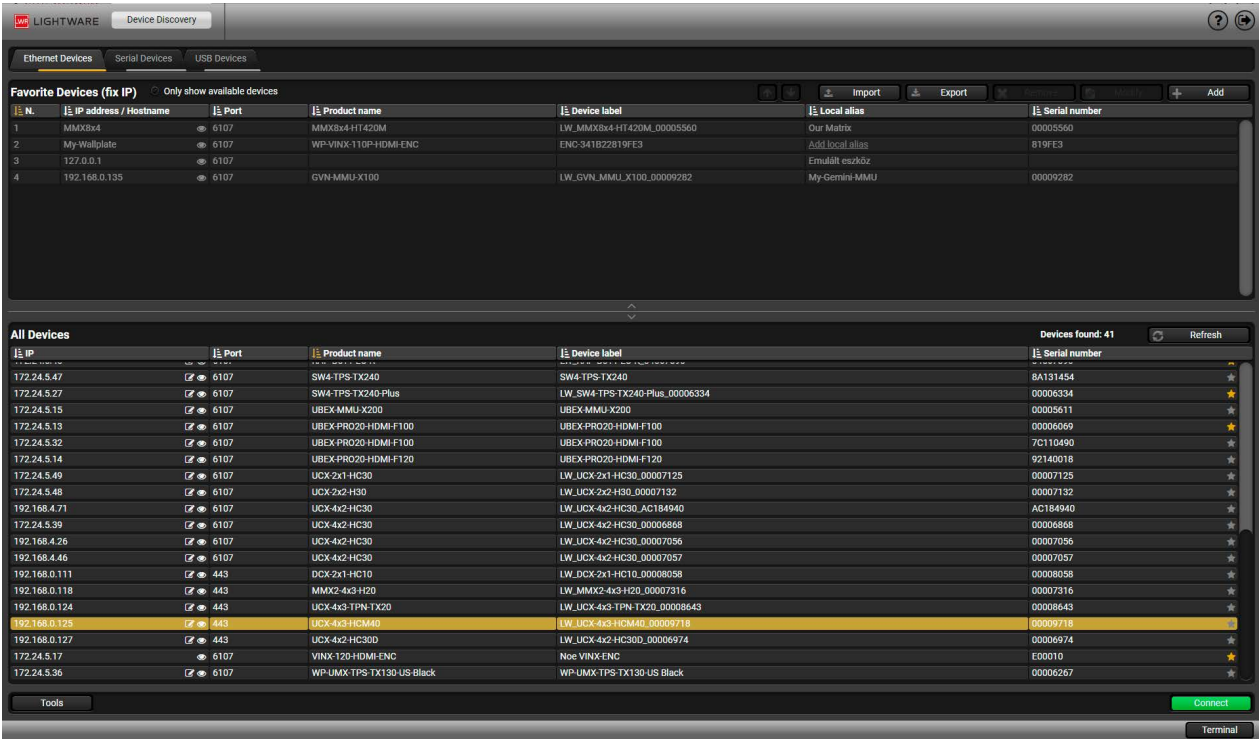 LWR LIGHTWARE Device Discovery ?
Ethernet Devices Serial Devices USB Devices
Favorite Devices (fix IP) Only show available devices Import Export Remove Modify Add
N. IP address / Hostname Port Product name Device label Local alias Serial number
1 MMX8x4 6107 MMX8x4-HT420M LW_MMX8x4-HT420M_00005560 Our Matrix 00005560
2 My-Wallplate 6107 WP-VINX-110P-HDMI-ENC ENC-341B22819FE3 Add local alias 819FE3
3 127.0.0.1 6107 Emulált eszköz
4 192.168.0.135 6107 GVN-MMU-X100 LW_GVN_MMU_X100_00009282 My-Gemini-MMU 00009282
All Devices Devices found: 41 Refresh
IP Port Product name Device label Serial number
172.24.5.47 6107 SW4-TPS-TX240 SW4-TPS-TX240 8A131454
172.24.5.27 6107 SW4-TPS-TX240-Plus LW_SW4-TPS-TX240-Plus_00006334 00006334
172.24.5.15 6107 UBEX-MMU-X200 UBEX-MMU-X200 00005611
172.24.5.13 6107 UBEX-PRO20-HDMI-F100 UBEX-PRO20-HDMI-F100 00006069
172.24.5.32 6107 UBEX-PRO20-HDMI-F100 UBEX-PRO20-HDMI-F100 7C110490
172.24.5.14 6107 UBEX-PRO20-HDMI-F120 UBEX-PRO20-HDMI-F120 92140018
172.24.5.49 6107 UCX-2x1-HC30 LW_UCX-2x1-HC30_00007125 00007125
172.24.5.48 6107 UCX-2x2-H30 LW_UCX-2x2-H30_00007132 00007132
192.168.4.71 6107 UCX-4x2-HC30 LW_UCX-4x2-HC30_AC184940 AC184940
172.24.5.39 6107 UCX-4x2-HC30 LW_UCX-4x2-HC30_00006868 00006868
192.168.4.26 6107 UCX-4x2-HC30 LW_UCX-4x2-HC30_00007056 00007056
192.168.4.46 6107 UCX-4x2-HC30 LW_UCX-4x2-HC30_00007057 00007057
192.168.0.111 443 DCX-2x1-HC10 LW_DCX-2x1-HC10_00008058 00008058
192.168.0.118 443 MMX2-4x3-H20 LW_MMX2-4x3-H20_00007316 00007316
192.168.0.124 443 UCX-4x3-TPN-TX20 LW_UCX-4x3-TPN-TX20_00008643 00008643
192.168.0.125 443 UCX-4x3-HCM40 LW_UCX-4x3-HCM40_00009718 00009718
192.168.0.127 443 UCX-4x2-HC30D LW_UCX-4x2-HC30D_00006974 00006974
172.24.5.17 6107 VINX-120-HDMI-ENC Noe VINX-ENC E00010
172.24.5.36 6107 WP-UMX-TPS-TX130-US-Black WP-UMX-TPS-TX130-US Black 00006267
Tools Connect
Terminal